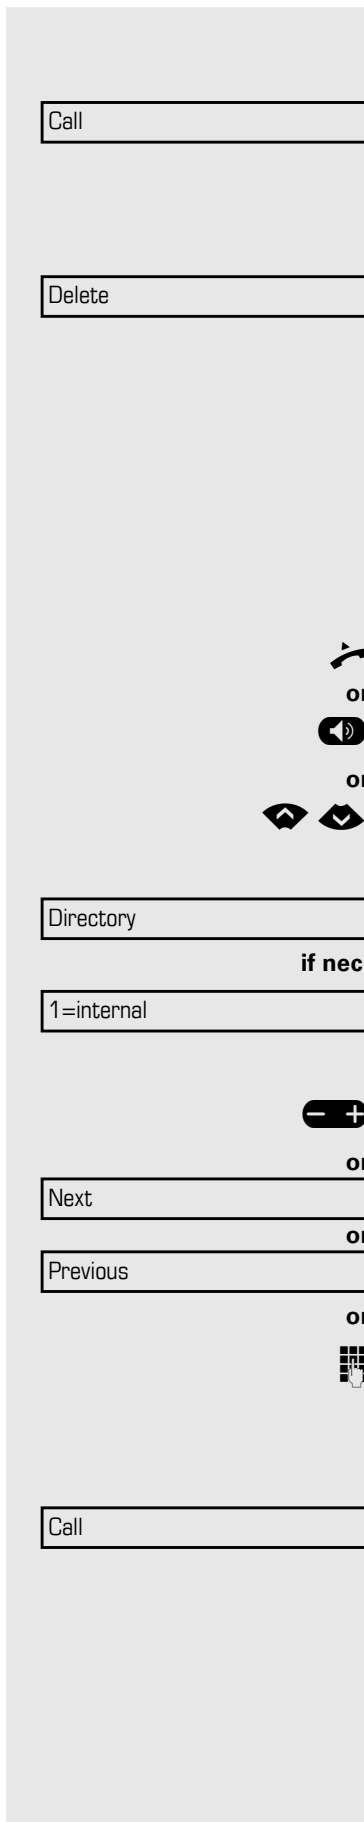 Call
Delete
or
or
Directory
if nec
1=internal
or
Next
or
Previous
or
Call